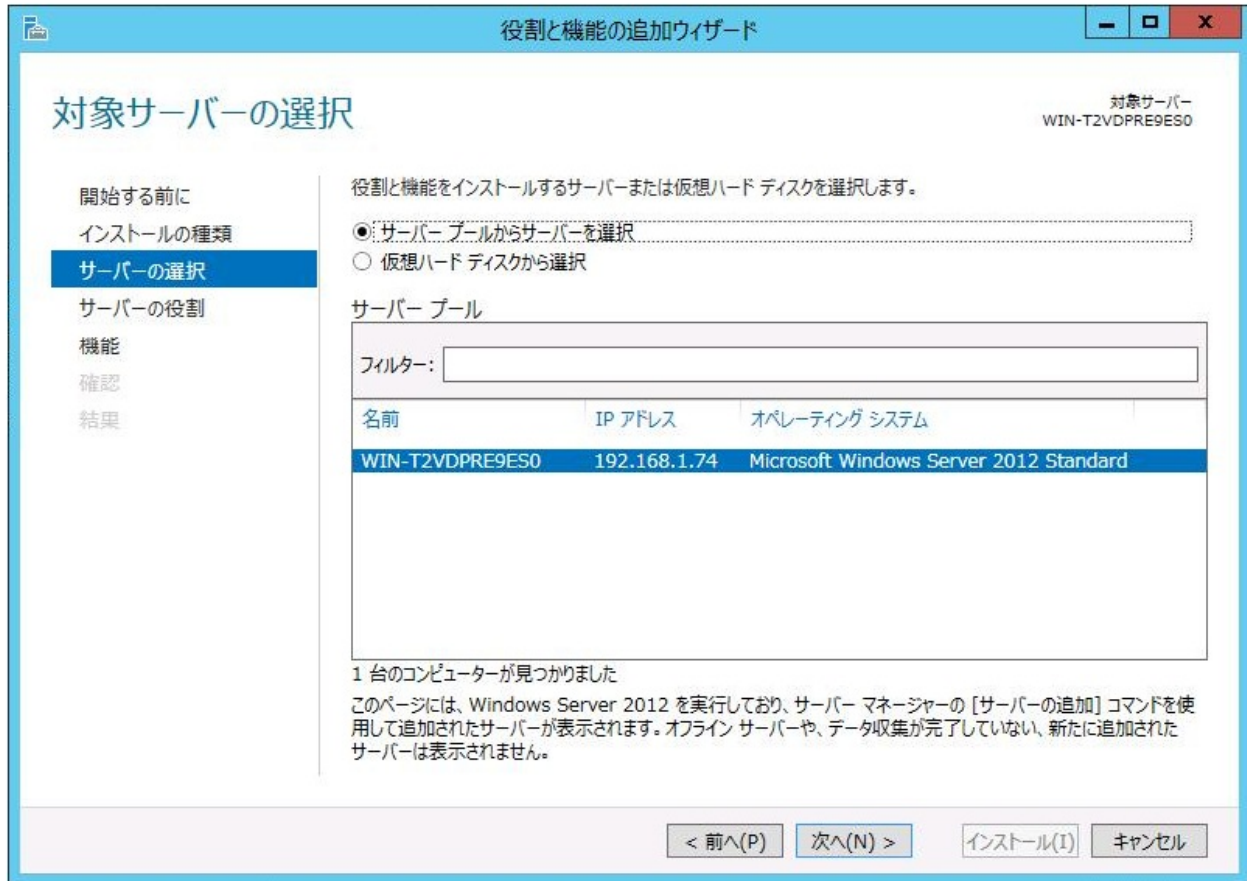 役割と機能の追加ウィザード
対象サーバーの選択
対象サーバー
WIN-T2VDPRE9ES0
開始する前に
インストールの種類
サーバーの選択
サーバーの役割
機能
確認
結果
役割と機能をインストールするサーバーまたは仮想ハード ディスクを選択します。
サーバー プールからサーバーを選択
仮想ハード ディスクから選択
サーバー プール
フィルター:
名前 IP アドレス オペレーティング システム
WIN-T2VDPRE9ES0 192.168.1.74 Microsoft Windows Server 2012 Standard
1 台のコンピューターが見つかりました
このページには、Windows Server 2012 を実行しており、サーバー マネージャーの [サーバーの追加] コマンドを使
用して追加されたサーバーが表示されます。オフライン サーバーや、データ収集が完了していない、新たに追加された
サーバーは表示されません。
< 前へ(P) 次へ(N) > インストール(I) キャンセル